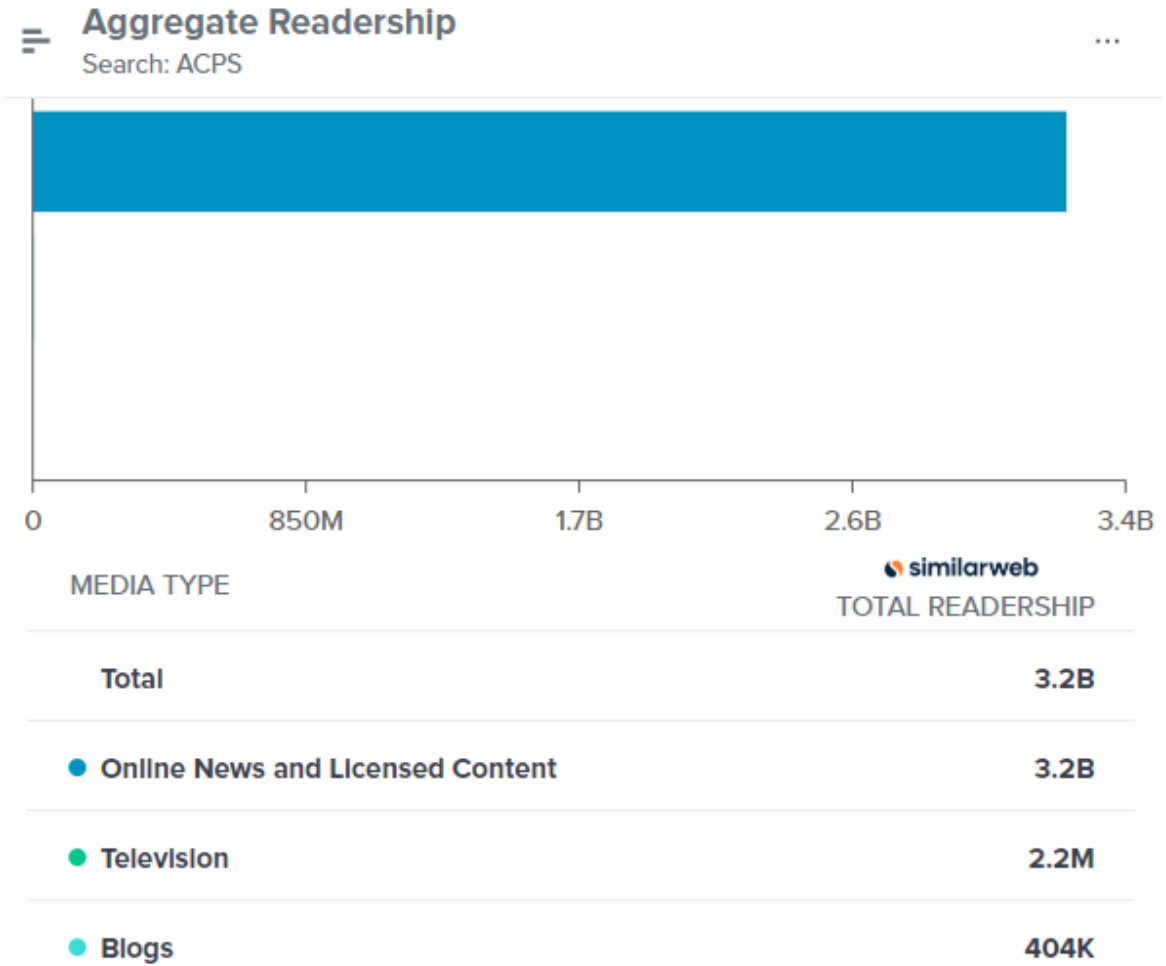 Aggregate Readership
...
Search: ACPS
0 850M 1.7B 2.6B 3.4B
similarweb
MEDIA TYPE
TOTAL READERSHIP
Total 3.2B
Online News and Licensed Content 3.2B
Television 2.2M
Blogs 404K